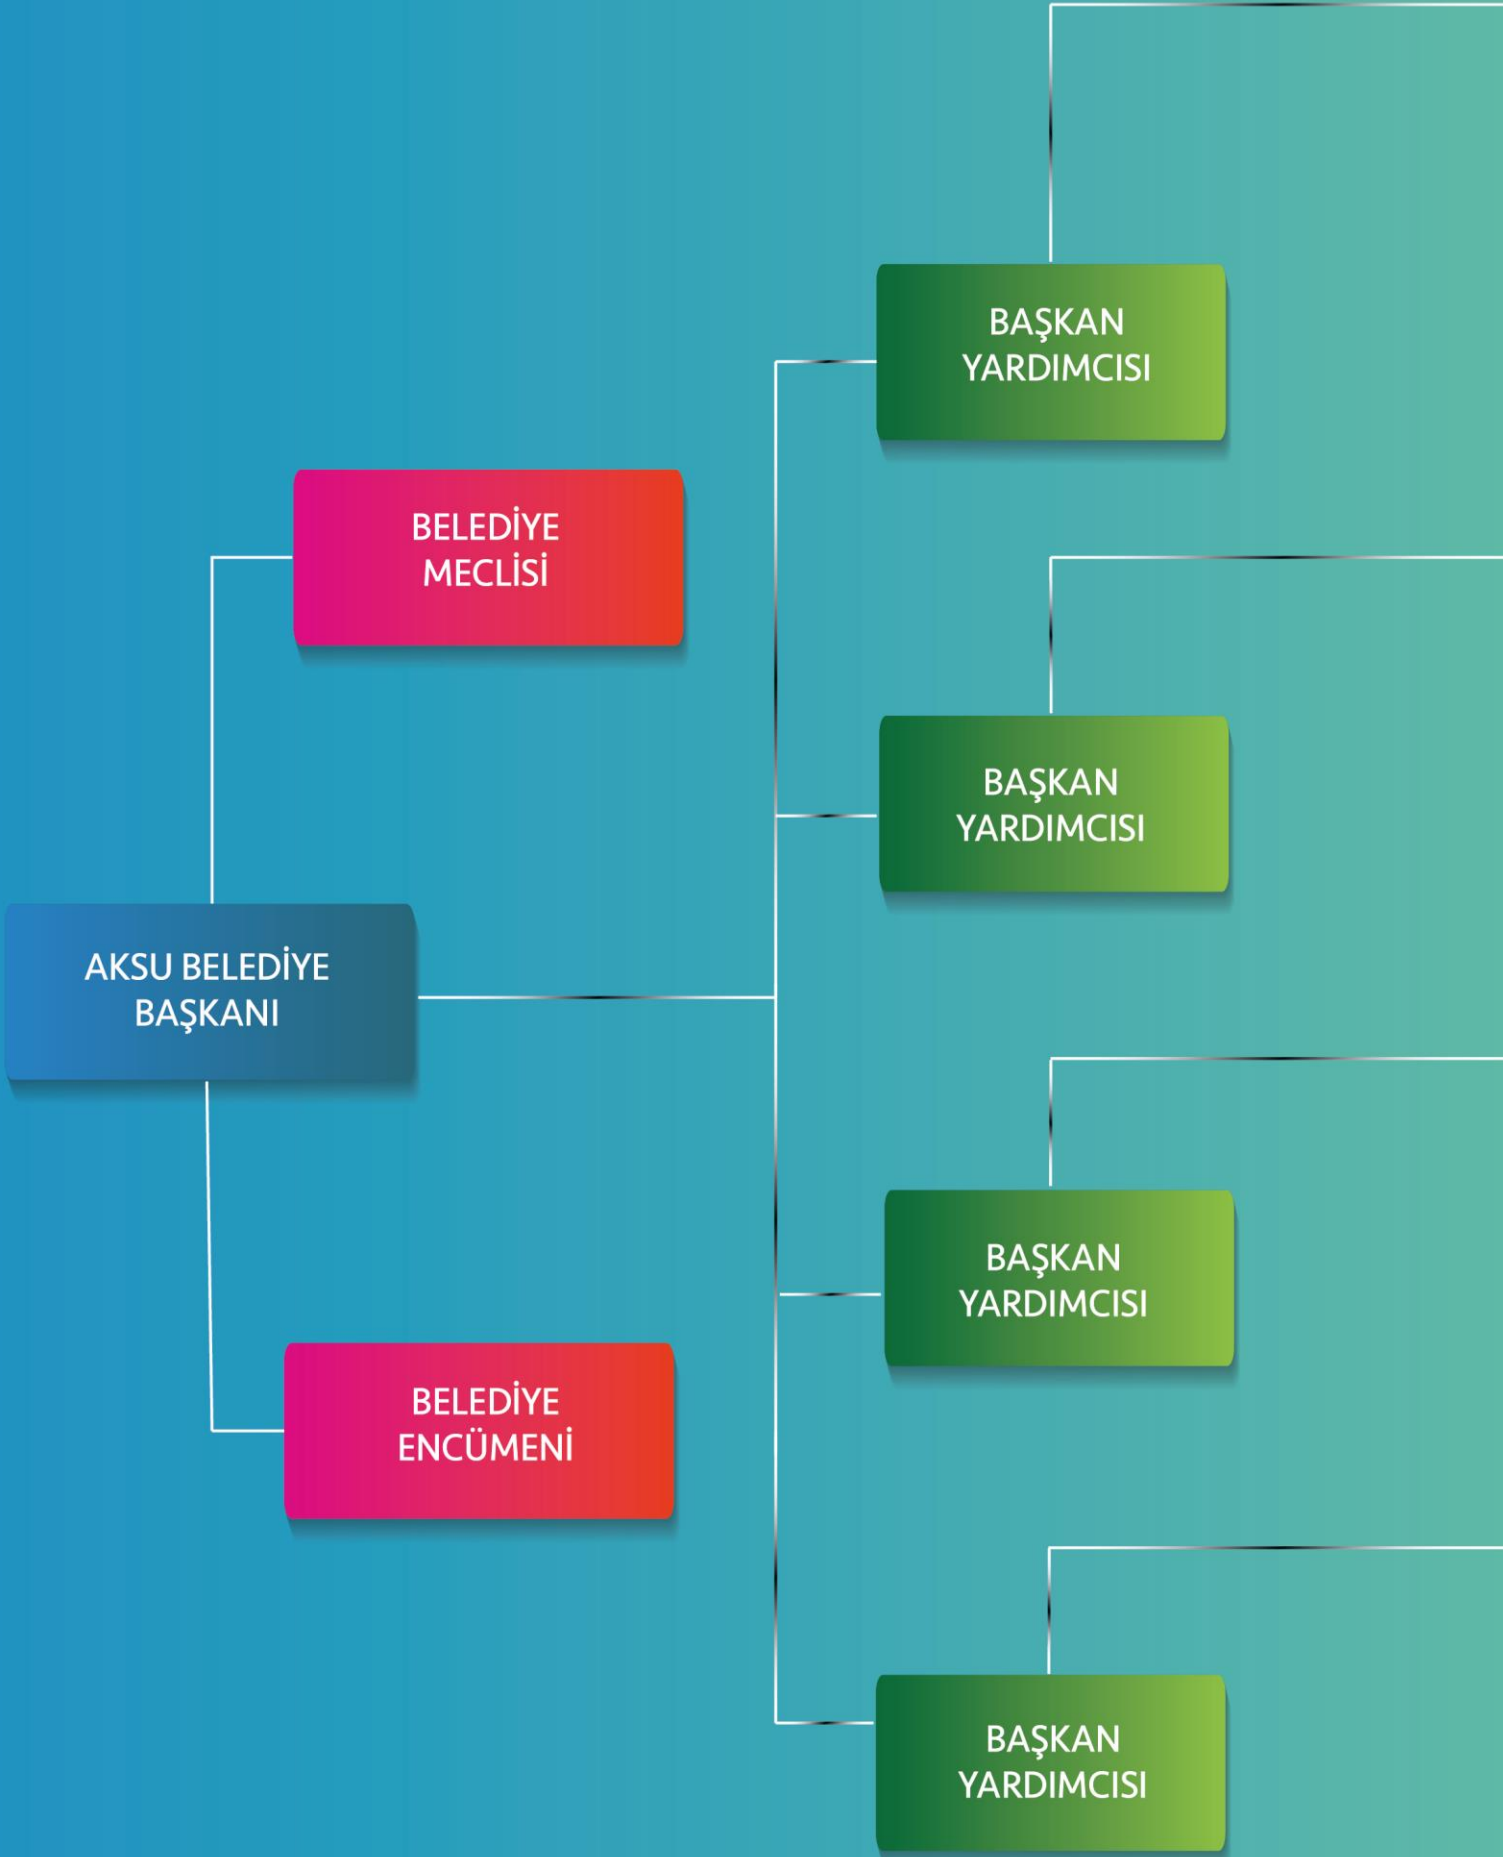 BAŞKAN
YARDIMCISI
BELEDİYE
MECLİSİ
BAŞKAN
YARDIMCISI
AKSU BELEDİYE
BAŞKANI
BAŞKAN
YARDIMCISI
BELEDİYE
ENCÜMENİ
BAŞKAN
YARDIMCISI